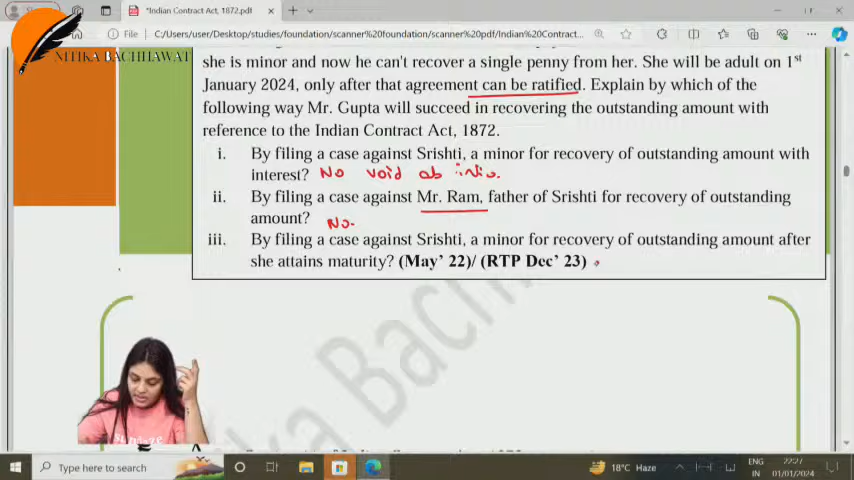 *Indian Contract Act, 1872.pdf
File
C:/Users/user/Desktop/studies/foundation/scanner%20foundation/scanner%20pdf/Indian%20Contract...
NITIKA BACHHAWAT
she is minor and now he can't recover a single penny from her. She will be adult on 1st
January 2024, only after that agreement can be ratified. Explain by which of the
following way Mr. Gupta will succeed in recovering the outstanding amount with
reference to the Indian Contract Act, 1872.
i. By filing a case against Srishti, a minor for recovery of outstanding amount with
interest? No void ab initio.
ii. By filing a case against Mr. Ram, father of Srishti for recovery of outstanding
amount? No.
iii. By filing a case against Srishti, a minor for recovery of outstanding amount after
she attains maturity? (May' 22)/ (RTP Dec' 23)
Type here to search
18°C Haze
ENG
IN
22:27
01/01/2024